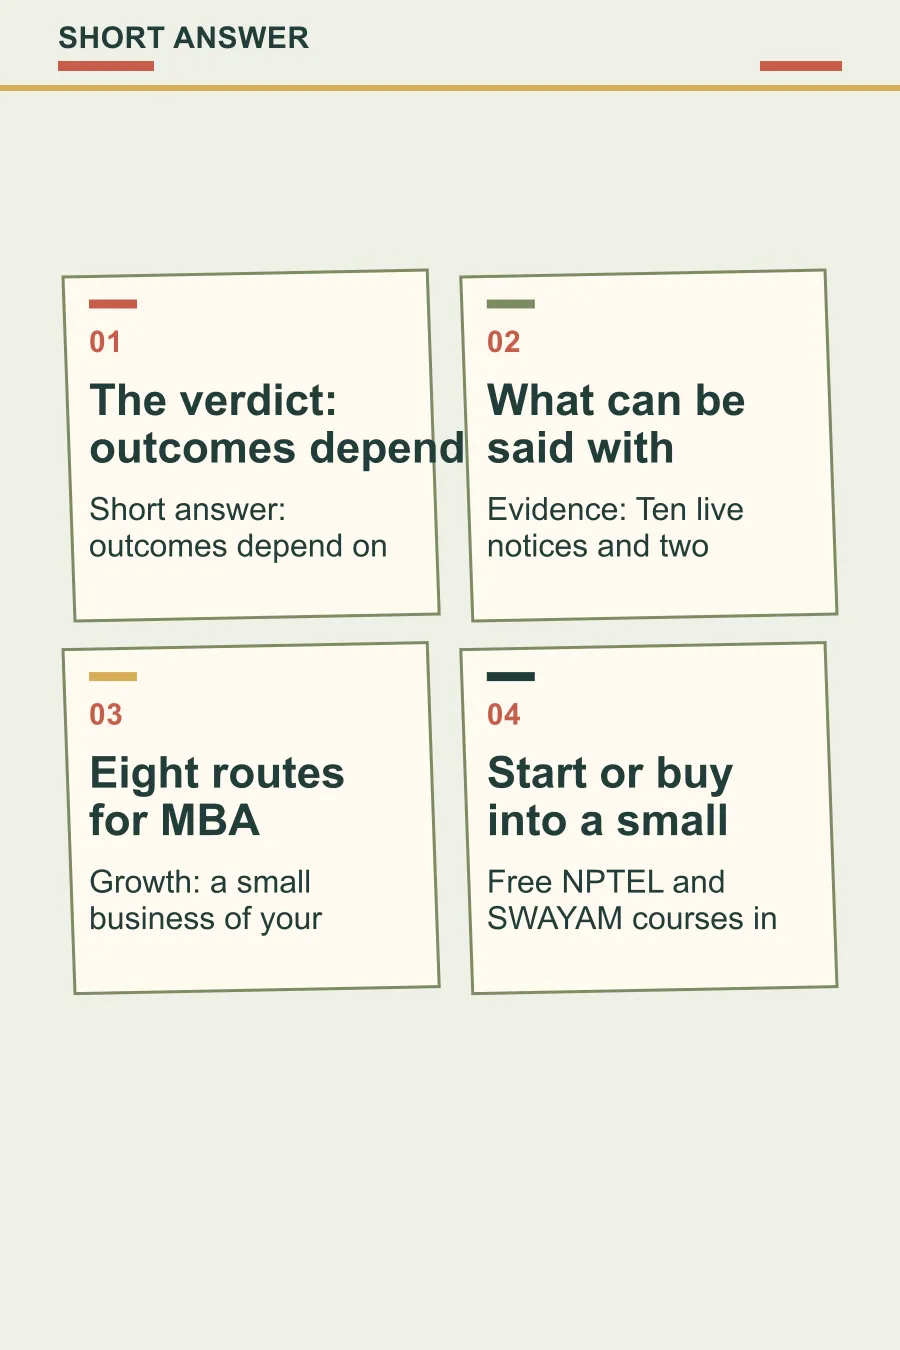 SHORT ANSWER
01
The verdict:
outcomes depend
Short answer:
outcomes depend on
02
What can be
said with
Evidence: Ten live
notices and two
03
Eight routes
for MBA
Growth: a small
business of your
04
Start or buy
into a small
Free NPTEL and
SWAYAM courses in